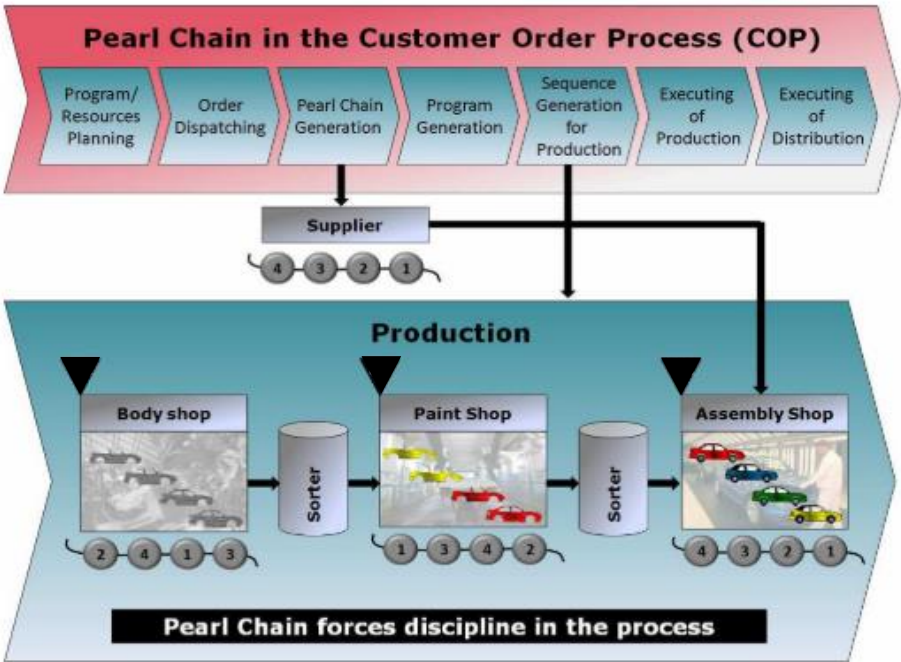 Pearl Chain in the Customer Order Process (COP)
Program/
Resources
Planning
Order
Dispatching
Pearl Chain
Generation
Program
Generation
Sequence
Generation
for
Production
Executing
of
Production
Executing
of
Distribution
Supplier
4 3 2 1
Production
Body shop
Sorter
Paint Shop
Sorter
Assembly Shop
2 4 1 3
1 3 4 2
4 3 2 1
Pearl Chain forces discipline in the process